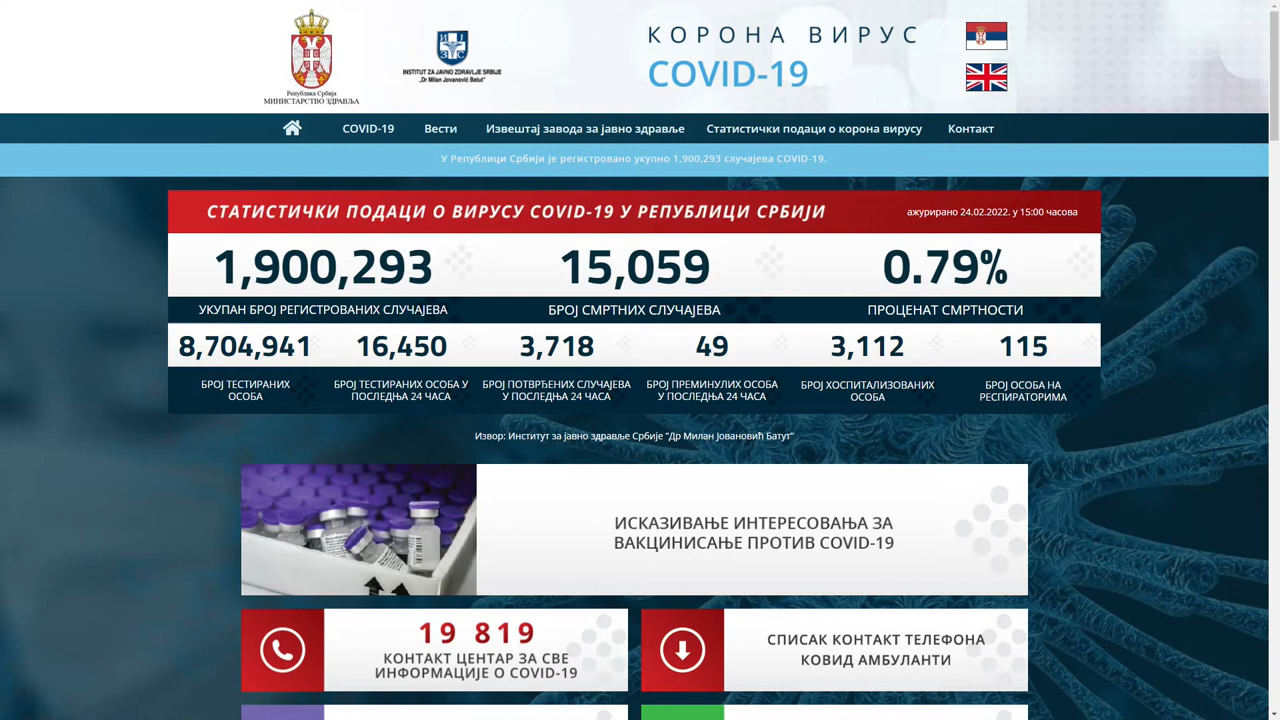 Република Србија
МИНИСТАРСТВО ЗДРАВЉА
INSTITUT ZA JAVNO ZDRAVLJE SRBIJE
„Dr Milan Jovanović Batut"
КОРОНА ВИРУС
COVID-19
COVID-19 Вести Извештај завода за јавно здравље Статистички подаци о корона вирусу Контакт
У Републици Србији је регистровано укупно 1,900,293 случајева COVID-19.
СТАТИСТИЧКИ ПОДАЦИ О ВИРУСУ COVID-19 У РЕПУБЛИЦИ СРБИЈИ
ажурирано 24.02.2022. у 15:00 часова
1,900,293 15,059 0.79%
УКУПАН БРОЈ РЕГИСТРОВАНИХ СЛУЧАЈЕВА БРОЈ СМРТНИХ СЛУЧАЈЕВА ПРОЦЕНАТ СМРТНОСТИ
8,704,941 16,450 3,718 49 3,112 115
БРОЈ ТЕСТИРАНИХ
ОСОБА
БРОЈ ТЕСТИРАНИХ ОСОБА У
ПОСЛЕДЊА 24 ЧАСА
БРОЈ ПОТВРЂЕНИХ СЛУЧАЈЕВА
У ПОСЛЕДЊА 24 ЧАСА
БРОЈ ПРЕМИНУЛИХ ОСОБА
У ПОСЛЕДЊА 24 ЧАСА
БРОЈ ХОСПИТАЛИЗОВАНИХ
ОСОБА
БРОЈ ОСОБА НА
РЕСПИРАТОРИМА
Извор: Институт за јавно здравље Србије "Др Милан Јовановић Батут"
ИСКАЗИВАЊЕ ИНТЕРЕСОВАЊА ЗА
ВАКЦИНИСАЊЕ ПРОТИВ COVID-19
19 819
КОНТАКТ ЦЕНТАР ЗА СВЕ
ИНФОРМАЦИЈЕ О COVID-19
СПИСАК КОНТАКТ ТЕЛЕФОНА
КОВИД АМБУЛАНТИ